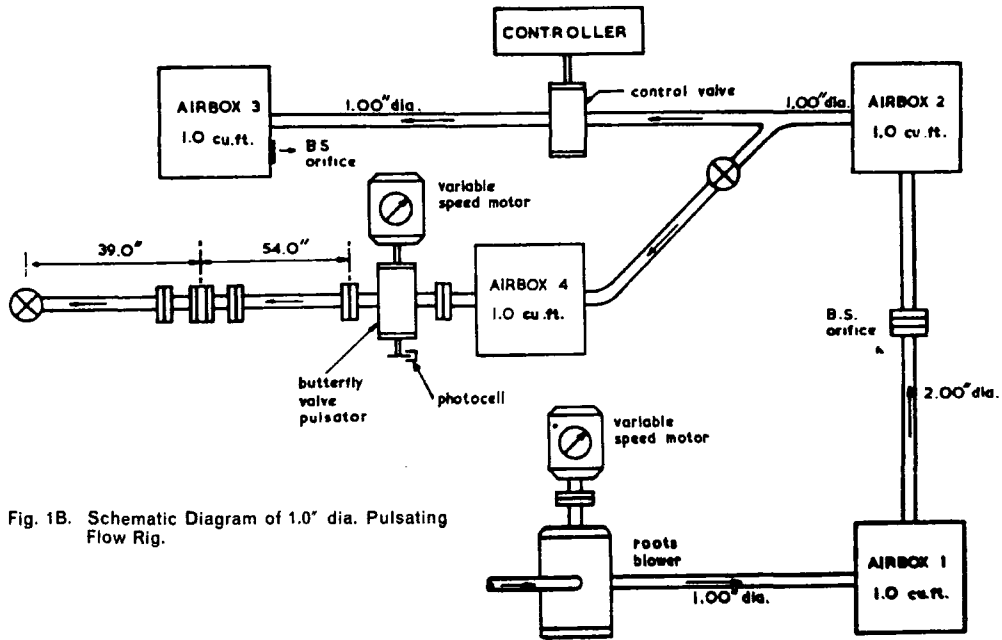 CONTROLLER
AIRBOX 3
1.0 cu.ft.
1.00" dia.
control valve
1.00" dia.
AIRBOX 2
1.0 cu.ft.
B.S.
orifice
variable
speed motor
39.0"
54.0"
AIRBOX 4
1.0 cu.ft.
B.S.
orifice
butterfly
valve
pulsator
photocell
2.00" dia.
variable
speed motor
Fig. 1B. Schematic Diagram of 1.0" dia. Pulsating
Flow Rig.
roots
blower
1.00" dia.
AIRBOX 1
1.0 cu.ft.